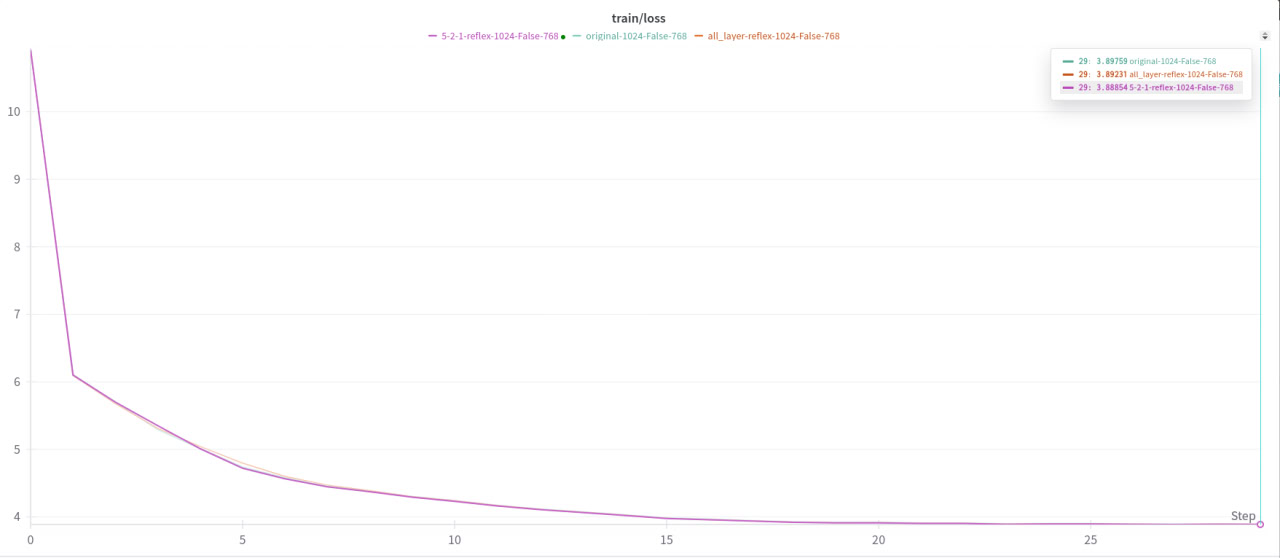 train/loss
5-2-1-reflex-1024-False-768 original-1024-False-768 all_layer-reflex-1024-False-768
29: 3.89759 original-1024-False-768
29: 3.89231 all_layer-reflex-1024-False-768
29: 3.88854 5-2-1-reflex-1024-False-768
10
9
8
7
6
5
4
Step
0 5 10 15 20 25